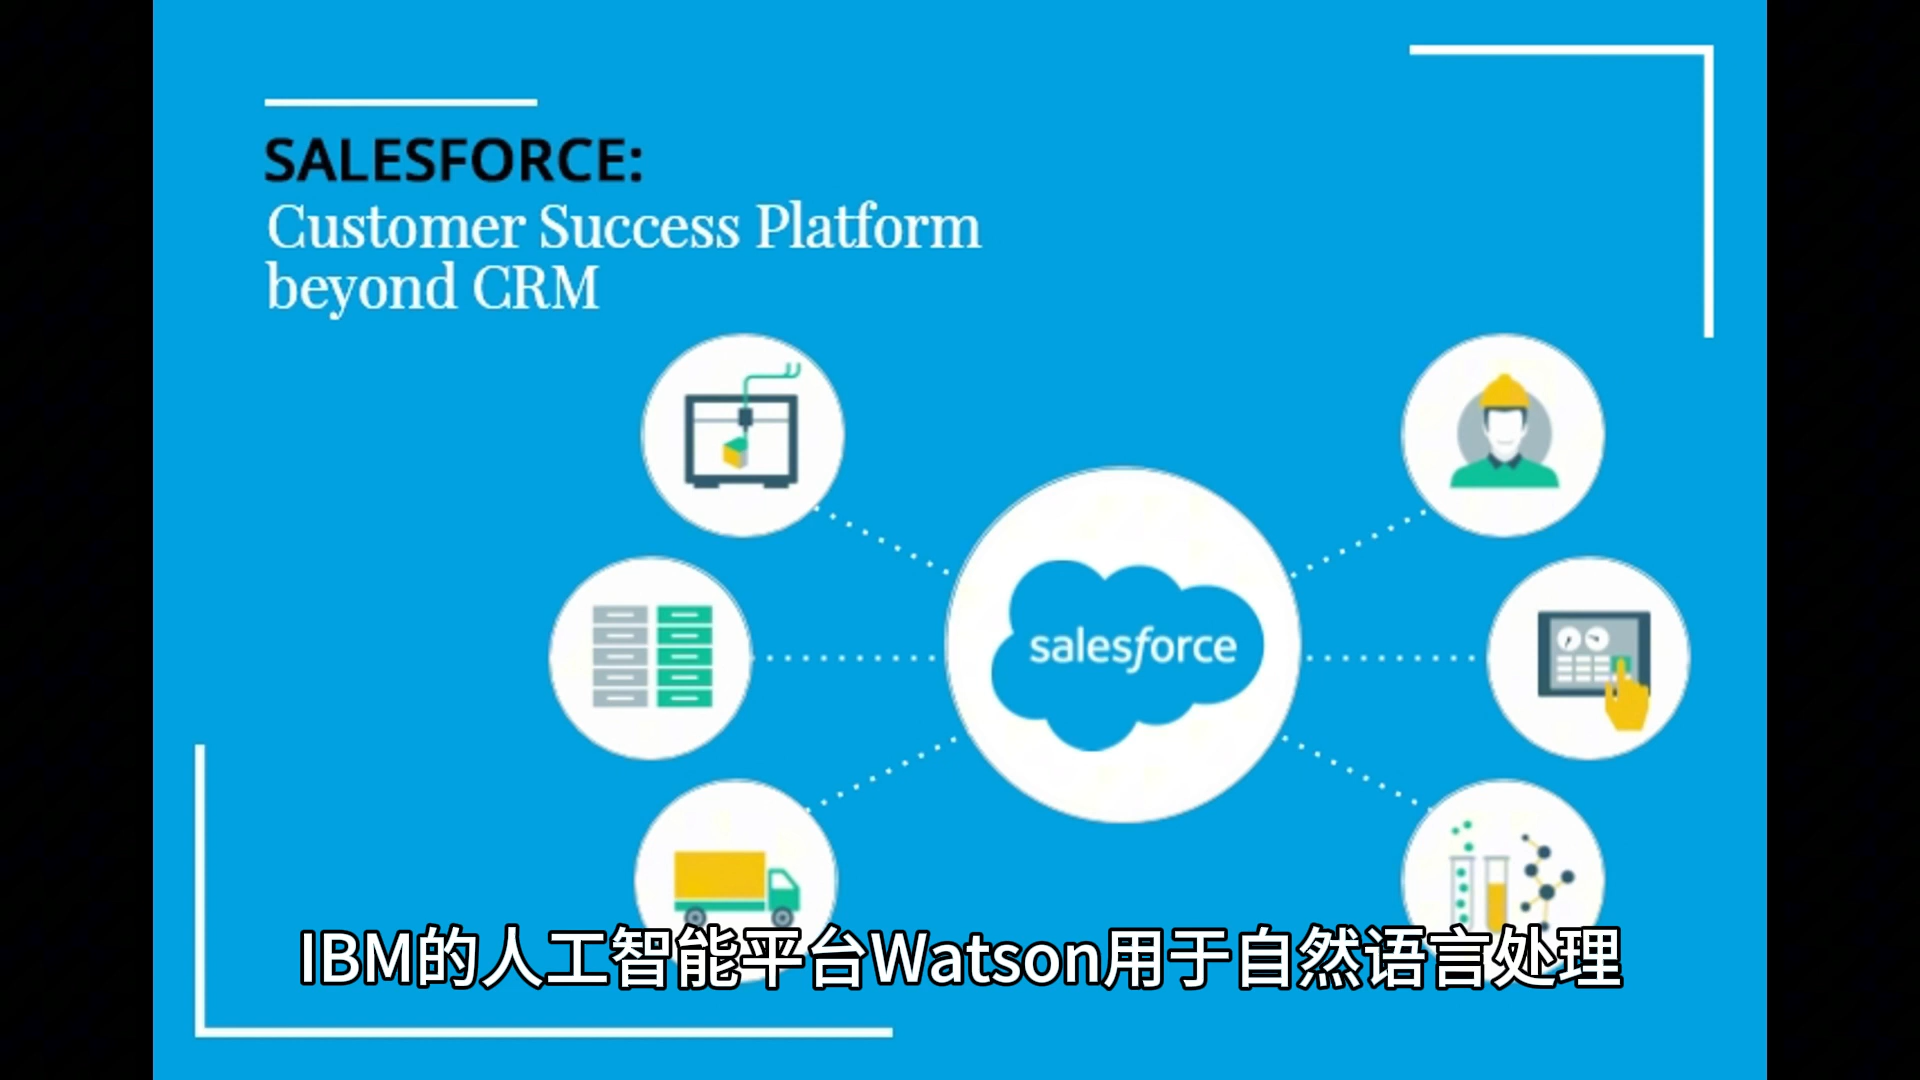 SALESFORCE:
Customer Success Platform
beyond CRM
salesforce
IBM的人工智能平台Watson用于自然语言处理